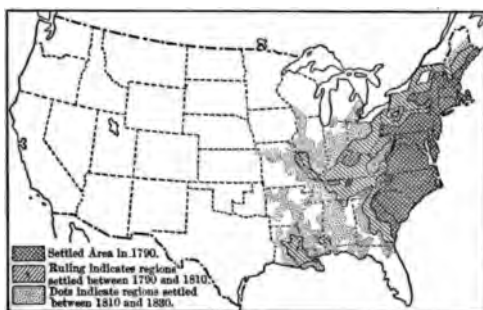 Settled Area in 1790.
Ruling indicates regions
settled between 1790 and 1810.
Dots indicate regions settled
between 1810 and 1830.